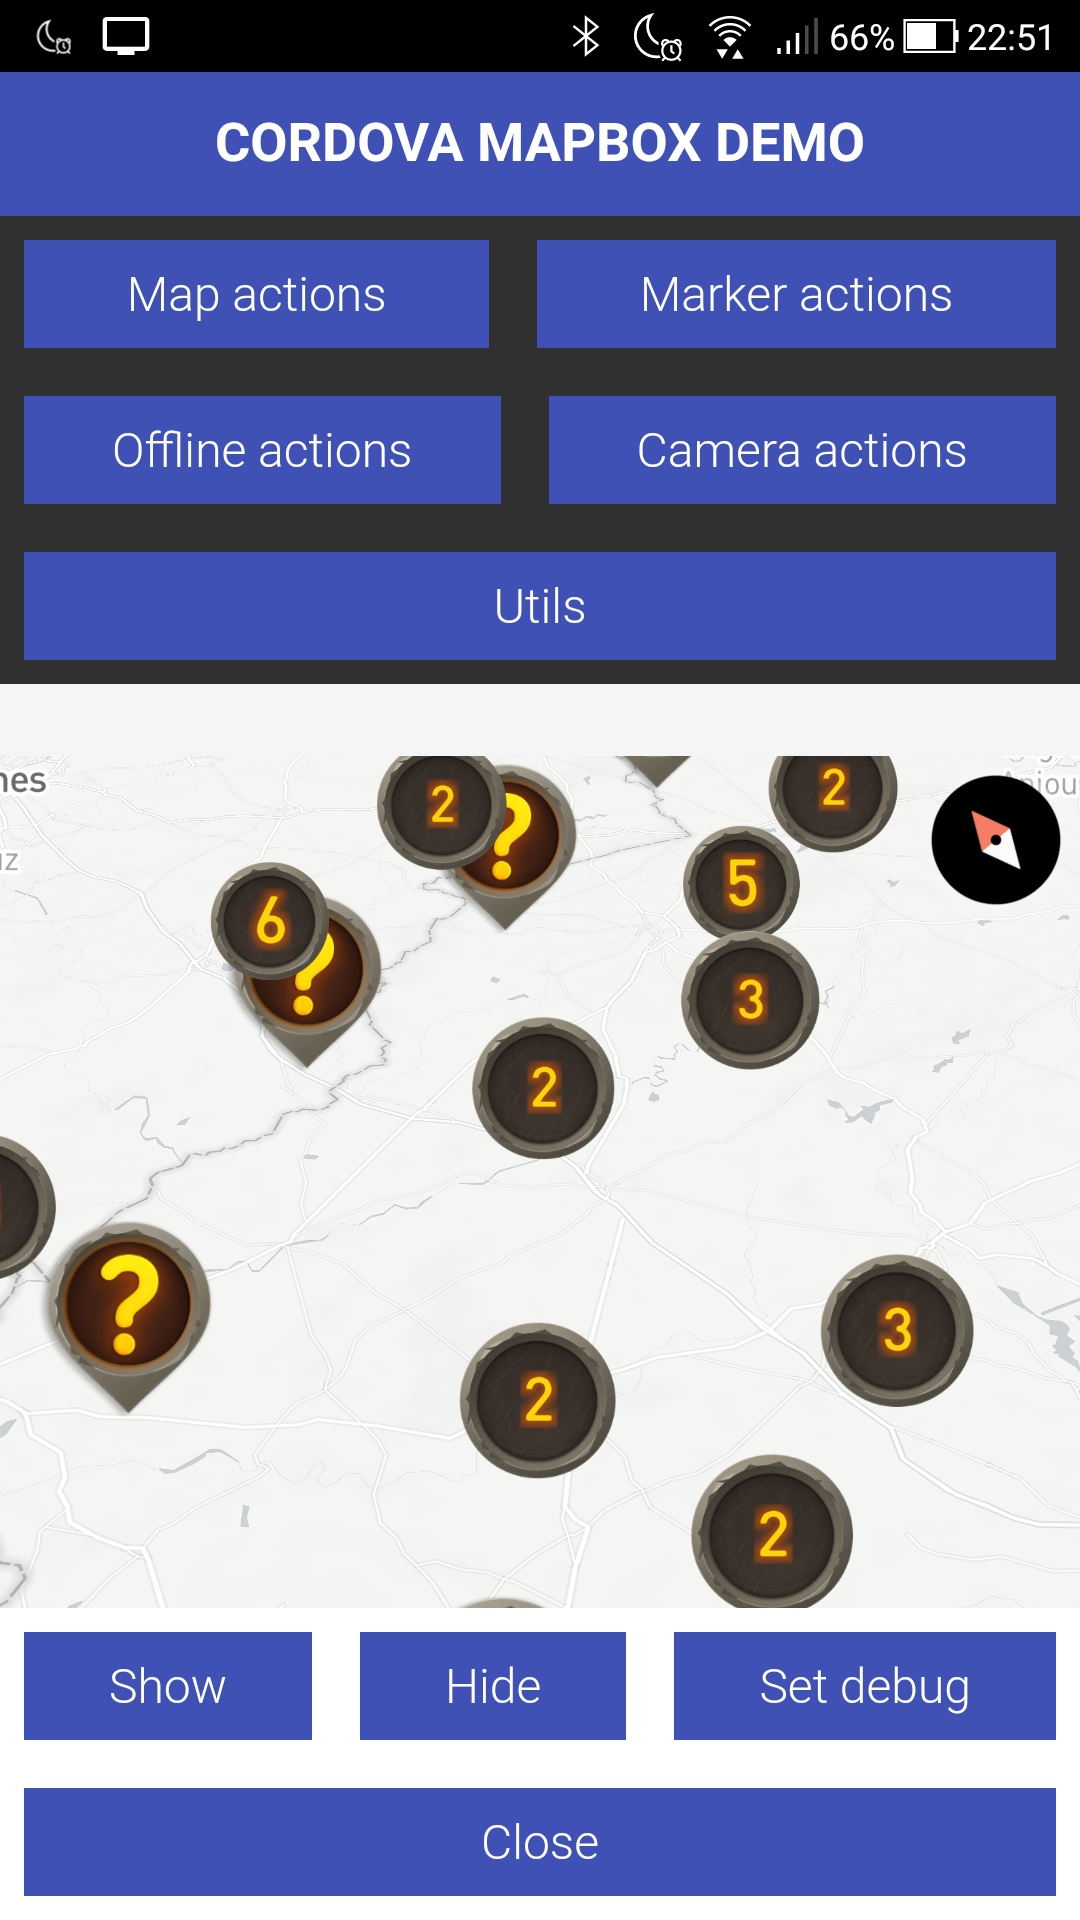 66% 22:51
CORDOVA MAPBOX DEMO
Map actions Marker actions
Offline actions Camera actions
Utils
nes
2 ? 2
5
6 ?
3
2
?
3
2
2
Show Hide Set debug
Close